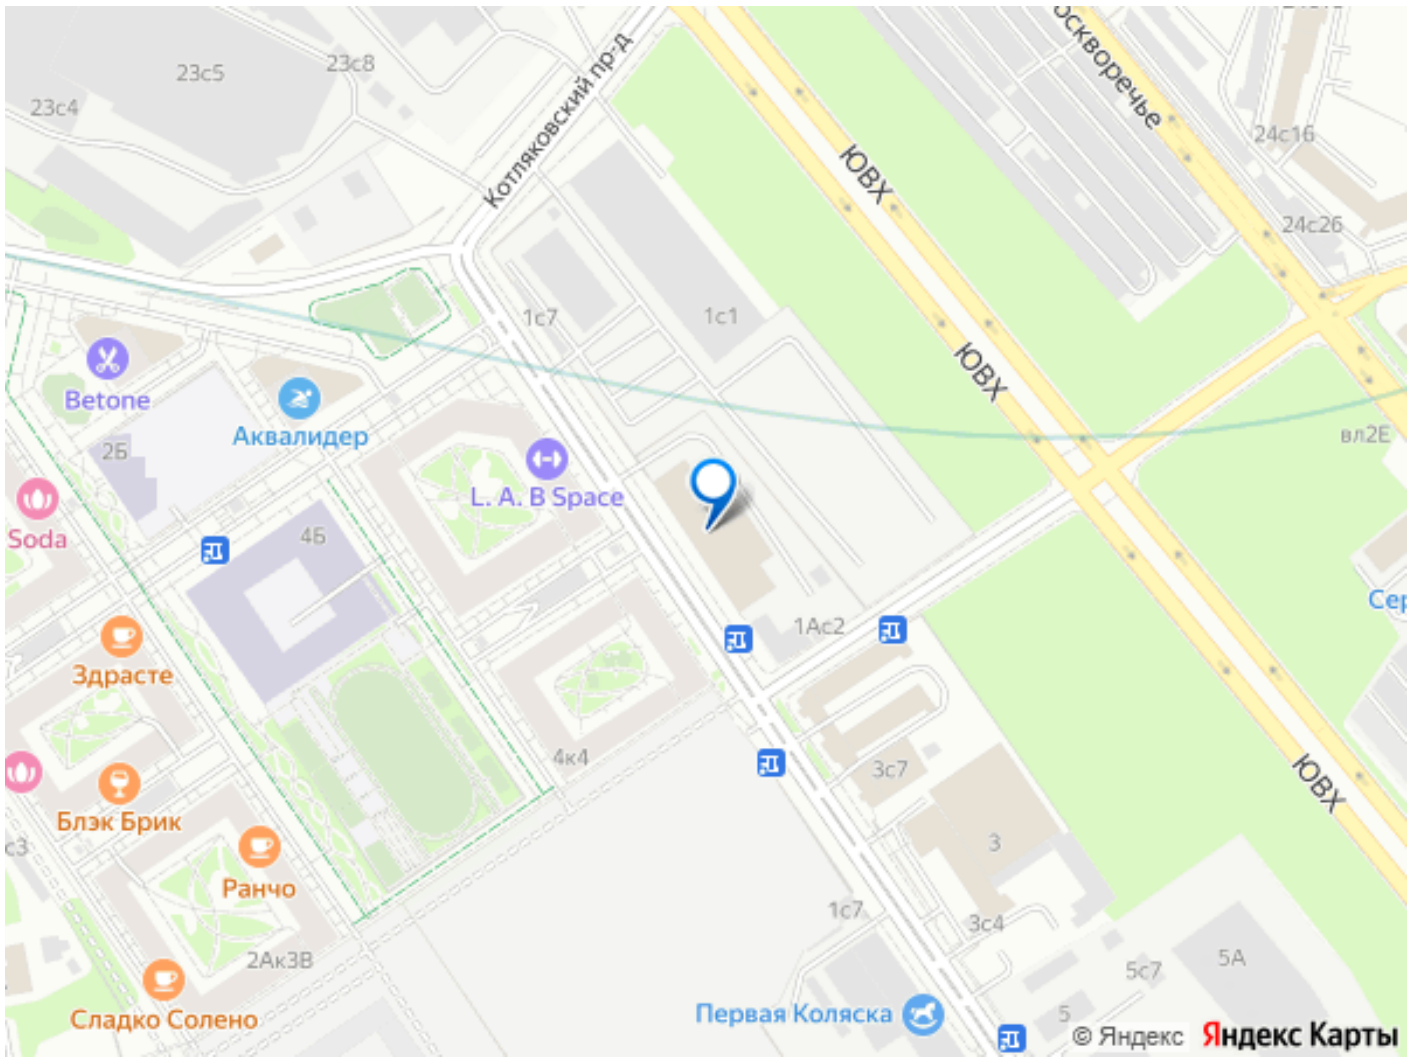 23с5
23с8
23с4
Котляковский пр-д
ЮВХ
24с16
24с26
1с7
1с1
ЮВХ
Betone
Аквалидер
2Б
вл2Е
L. A. B Space
Soda
4Б
1Ас2
Здрасте
4к4
3с7
ЮВХ
Блэк Брик
3
Ранчо
1с7
3с4
2Ак3В
5с7
5А
Первая Коляска
Сладко Солено
5
© Яндекс Яндекс Карты